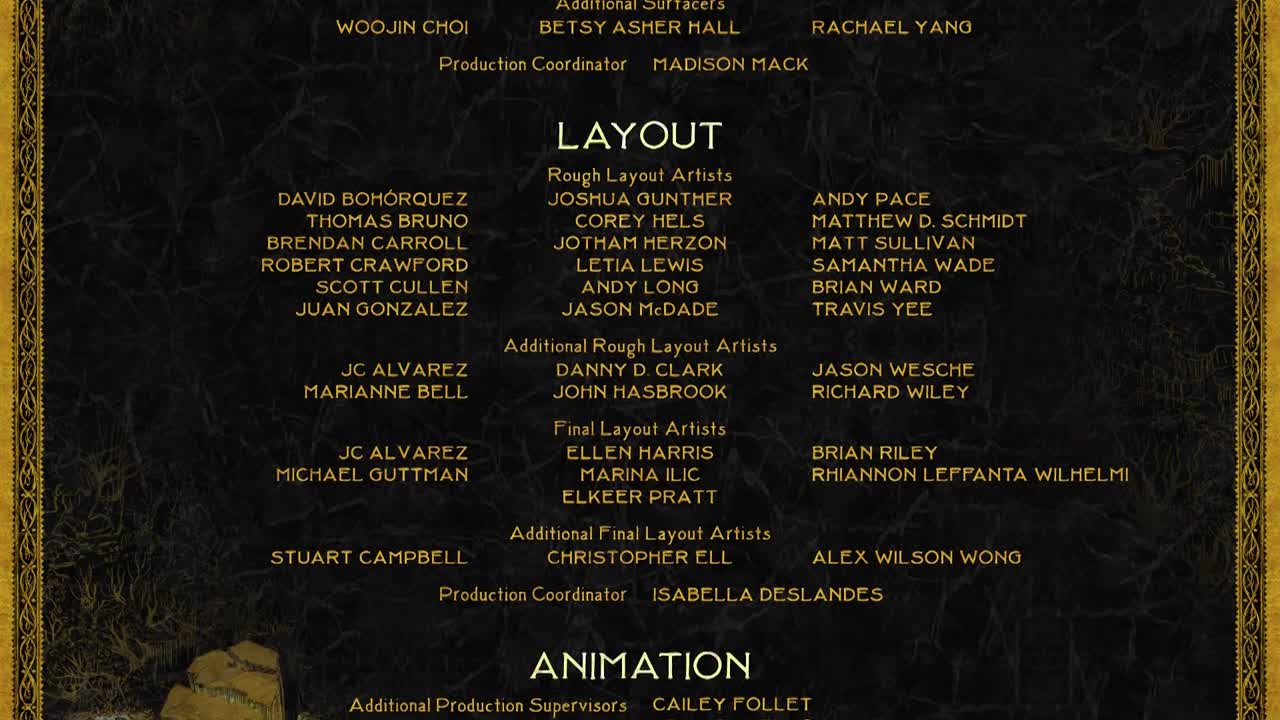 Additional Surfacers
WOOJIN CHOI BETSY ASHER HALL RACHAEL YANG
Production Coordinator MADISON MACK
LAYOUT
Rough Layout Artists
DAVID BOHÓRQUEZ JOSHUA GUNTHER ANDY PACE
THOMAS BRUNO COREY HELS MATTHEW D. SCHMIDT
BRENDAN CARROLL JOTHAM HERZON MATT SULLIVAN
ROBERT CRAWFORD LETIA LEWIS SAMANTHA WADE
SCOTT CULLEN ANDY LONG BRIAN WARD
JUAN GONZALEZ JASON McDADE TRAVIS YEE
Additional Rough Layout Artists
JC ALVAREZ DANNY D. CLARK JASON WESCHE
MARIANNE BELL JOHN HASBROOK RICHARD WILEY
Final Layout Artists
JC ALVAREZ ELLEN HARRIS BRIAN RILEY
MICHAEL GUTTMAN MARINA ILIC RHIANNON LEFFANTA WILHELMI
ELKEER PRATT
Additional Final Layout Artists
STUART CAMPBELL CHRISTOPHER ELL ALEX WILSON WONG
Production Coordinator ISABELLA DESLANDES
ANIMATION
Additional Production Supervisors CAILEY FOLLET